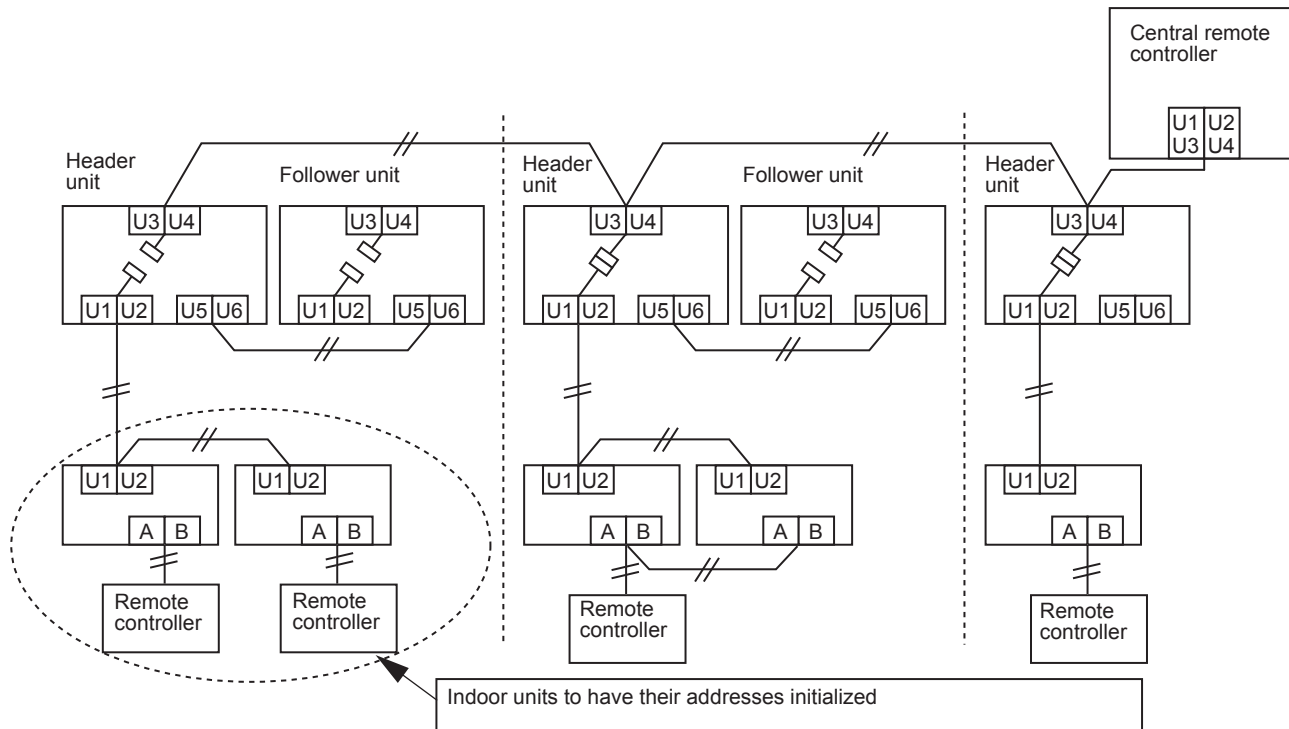 Central remote
controller
U1 U2
U3 U4
Header
unit
Follower unit
Header
unit
Follower unit
Header
unit
U3 U4
U3 U4
U3 U4
U3 U4
U3 U4
U1 U2
U5 U6
U1 U2
U5 U6
U1 U2
U5 U6
U1 U2
U5 U6
U1 U2
U5 U6
U1 U2
U1 U2
U1 U2
U1 U2
U1 U2
A B
A B
A B
A B
A B
Remote
controller
Remote
controller
Remote
controller
Remote
controller
Indoor units to have their addresses initialized